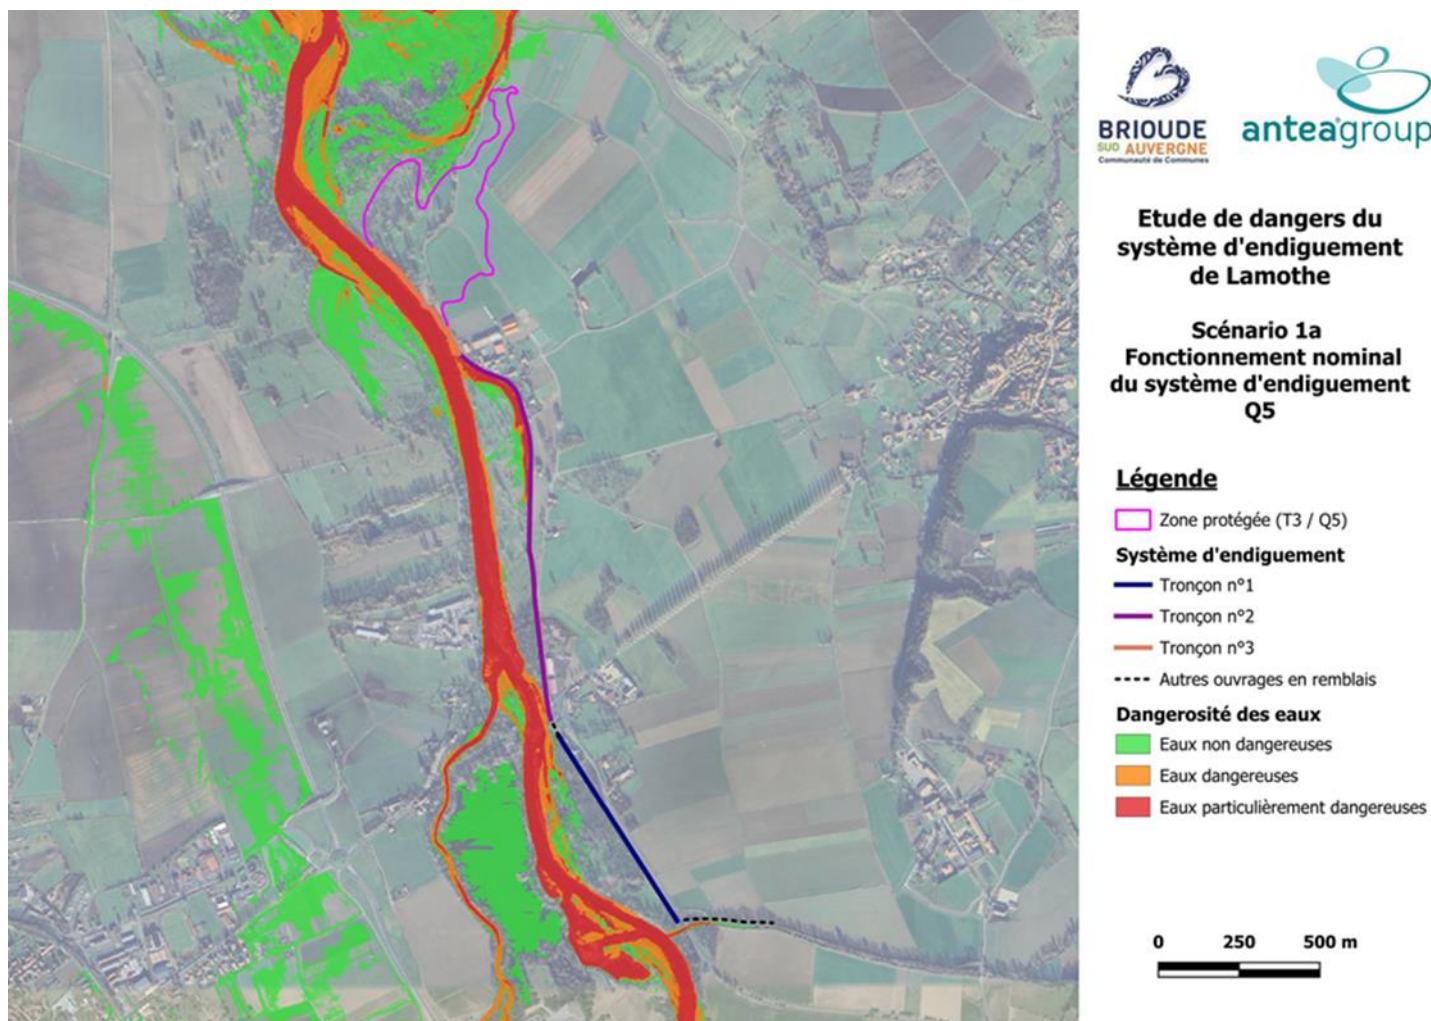 BRIOUDE
SUD AUVERGNE
Communauté de Communes
anteagroup
Etude de dangers du
système d'endiguement
de Lamothe
Scénario 1a
Fonctionnement nominal
du système d'endiguement
Q5
Légende
Zone protégée (T3 / Q5)
Système d'endiguement
Tronçon n°1
Tronçon n°2
Tronçon n°3
Autres ouvrages en remblais
Dangerosité des eaux
Eaux non dangereuses
Eaux dangereuses
Eaux particulièrement dangereuses
0 250 500 m